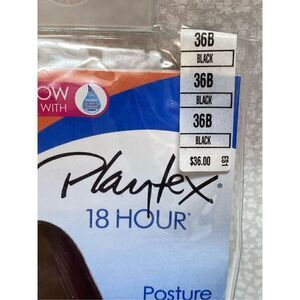 36B
BLACK
36B
BLACK
36B
BLACK
$36.00
OW
WITH
Playtex
18 HOUR
Posture